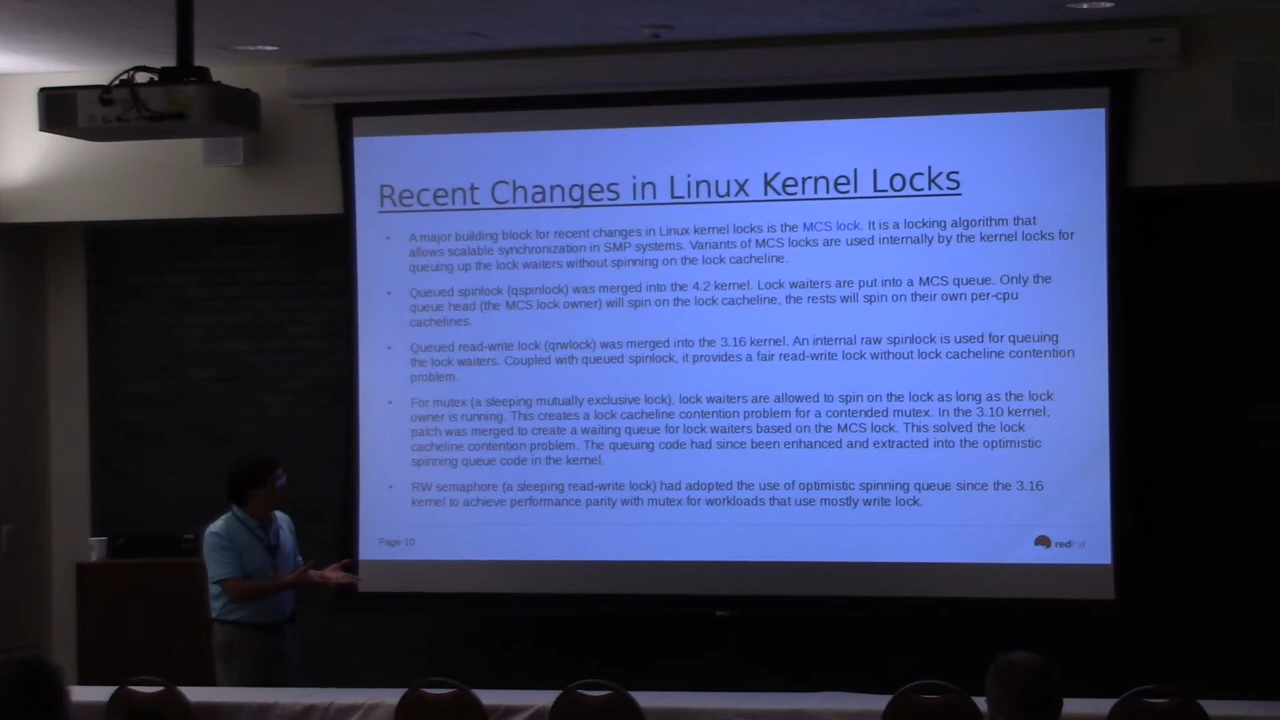 Recent Changes in Linux Kernel Locks
A major building block for recent changes in Linux kernel locks is the MCS lock. It is a locking algorithm that
allows scalable synchronization in SMP systems. Variants of MCS locks are used internally by the kernel locks for
queuing up the lock waiters without spinning on the lock cacheline.
Queued spinlock (qspinlock) was merged into the 4.2 kernel. Lock waiters are put into a MCS queue. Only the
queue head (the MCS lock owner) will spin on the lock cacheline, the rests will spin on their own per-cpu
cachelines.
Queued read-write lock (qrwlock) was merged into the 3.16 kernel. An internal raw spinlock is used for queuing
the lock waiters. Coupled with queued spinlock, it provides a fair read-write lock without lock cacheline contention
problem.
For mutex (a sleeping mutually exclusive lock), lock waiters are allowed to spin on the lock as long as the lock
owner is running. This creates a lock cacheline contention problem for a contended mutex. In the 3.10 kernel,
patch was merged to create a waiting queue for lock waiters based on the MCS lock. This solved the lock
cacheline contention problem. The queuing code had since been enhanced and extracted into the optimistic
spinning queue code in the kernel.
RW semaphore (a sleeping read-write lock) had adopted the use of optimistic spinning queue since the 3.16
kernel to achieve performance parity with mutex for workloads that use mostly write lock.
Page 10
redhat